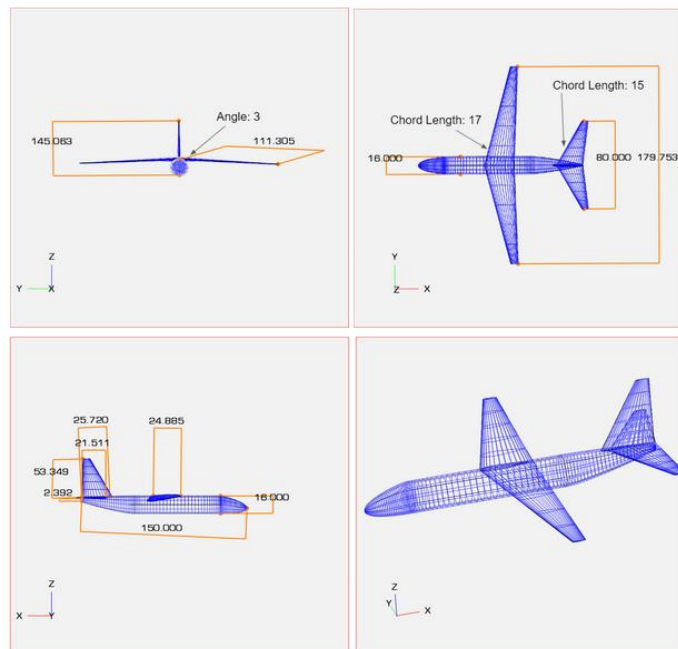 Angle: 3
145.063
111.305
Z
Y
X
Chord Length: 15
Chord Length: 17
16.000
80.000
179.753
Y
Z
X
25.720
24.885
21.511
53.349
2.392
16.000
150.000
Z
X
Y
Z
Y
X